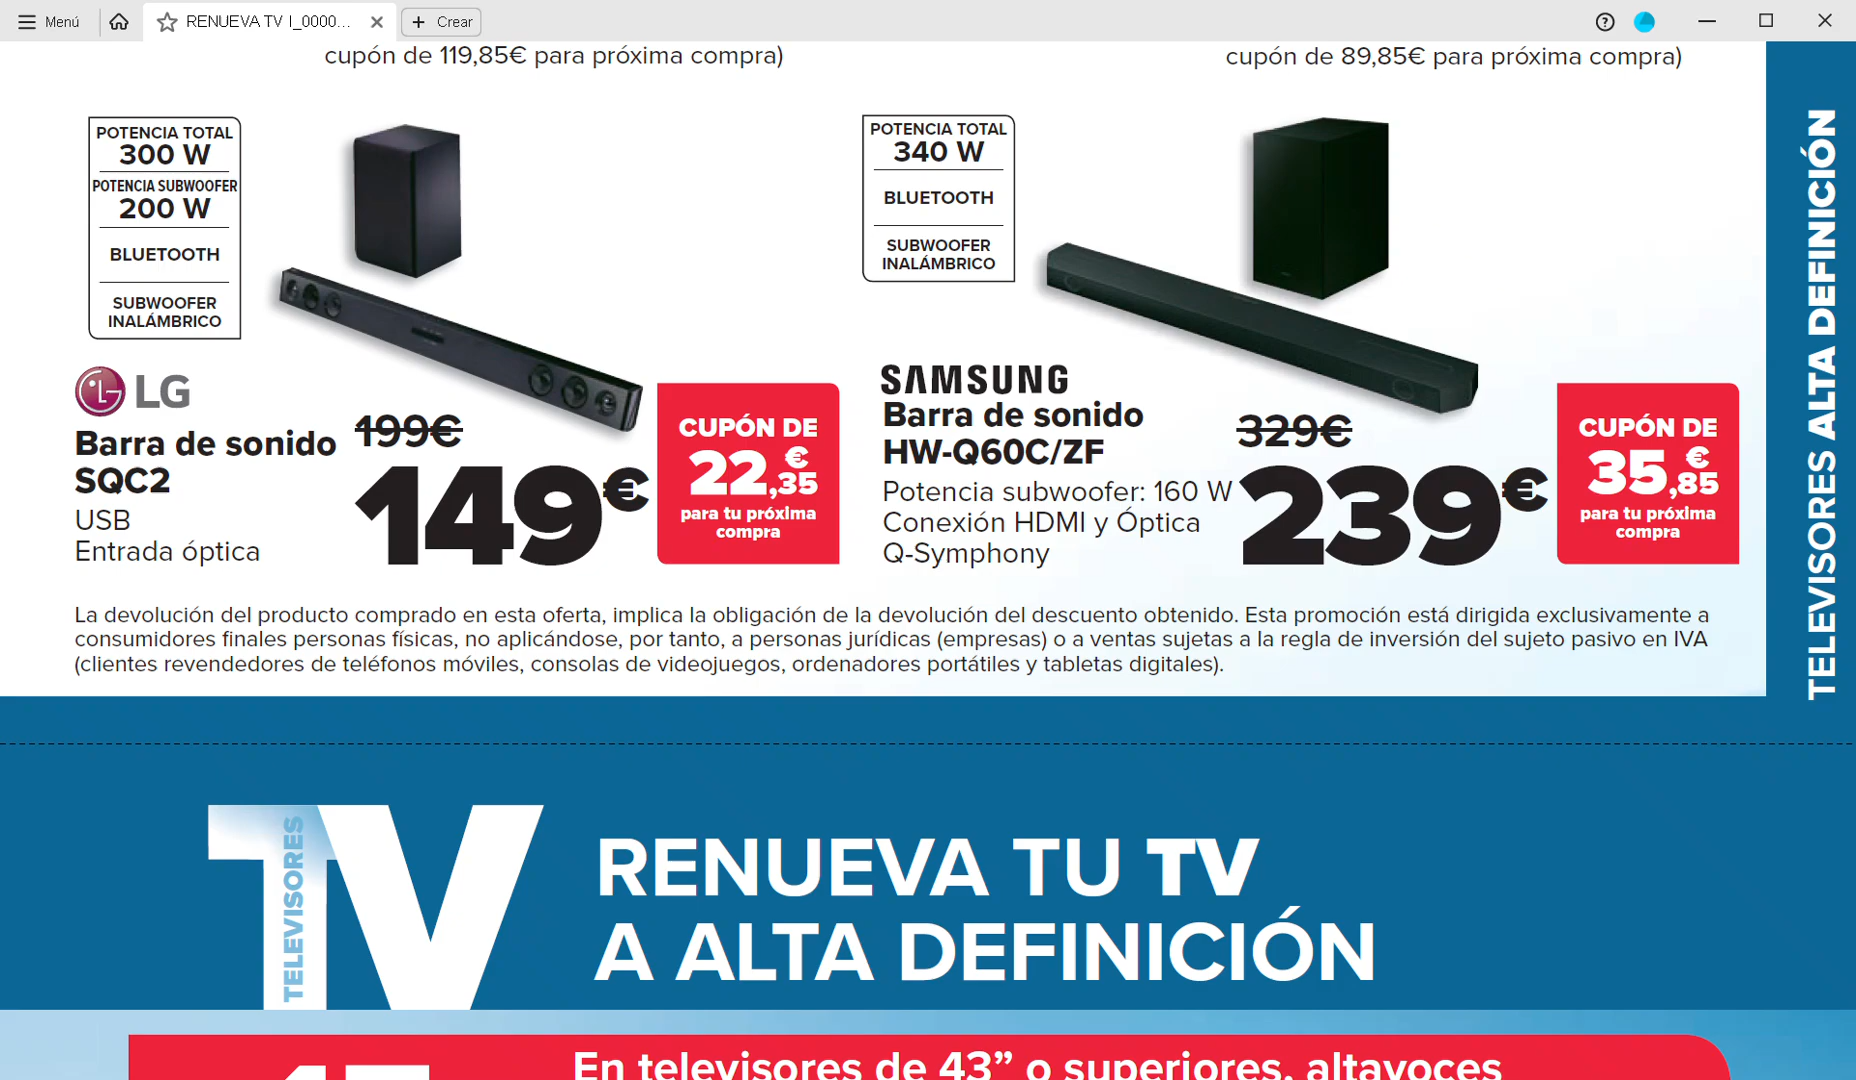 Menú
RENUEVA TV I_0000...
Crear
cupón de 119,85€ para próxima compra)
cupón de 89,85€ para próxima compra)
POTENCIA TOTAL
300 W
POTENCIA SUBWOOFER
200 W
BLUETOOTH
SUBWOOFER
INALÁMBRICO
LG
Barra de sonido
SQC2
USB
Entrada óptica
199€
149€
CUPÓN DE
22,35€
para tu próxima
compra
POTENCIA TOTAL
340 W
BLUETOOTH
SUBWOOFER
INALÁMBRICO
SAMSUNG
Barra de sonido
HW-Q60C/ZF
Potencia subwoofer: 160 W
Conexión HDMI y Óptica
Q-Symphony
329€
239€
CUPÓN DE
35,85€
para tu próxima
compra
TELEVISORES ALTA DEFINICIÓN
La devolución del producto comprado en esta oferta, implica la obligación de la devolución del descuento obtenido. Esta promoción está dirigida exclusivamente a
consumidores finales personas físicas, no aplicándose, por tanto, a personas jurídicas (empresas) o a ventas sujetas a la regla de inversión del sujeto pasivo en IVA
(clientes revendedores de teléfonos móviles, consolas de videojuegos, ordenadores portátiles y tabletas digitales).
TV
TELEVISORES
RENUEVA TU TV
A ALTA DEFINICIÓN
En televisores de 43” o superiores, altavoces